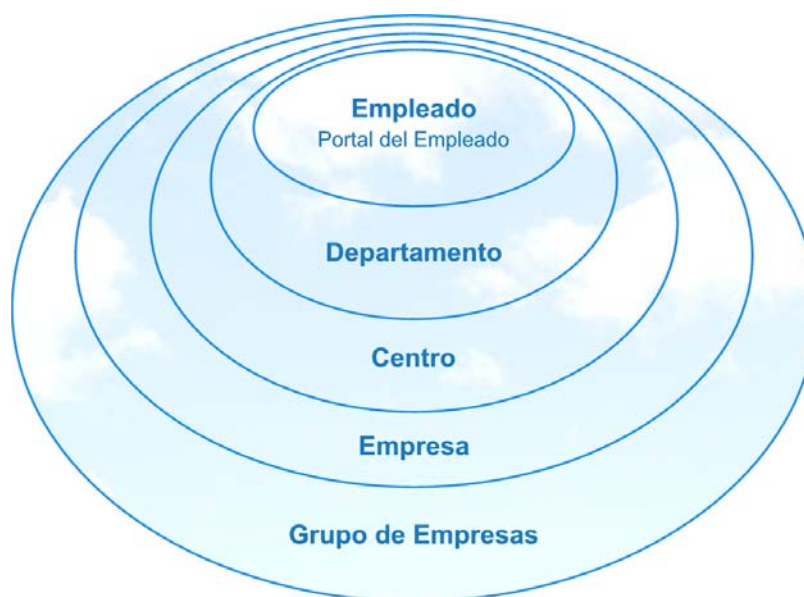 Empleado
Portal del Empleado
Departamento
Centro
Empresa
Grupo de Empresas